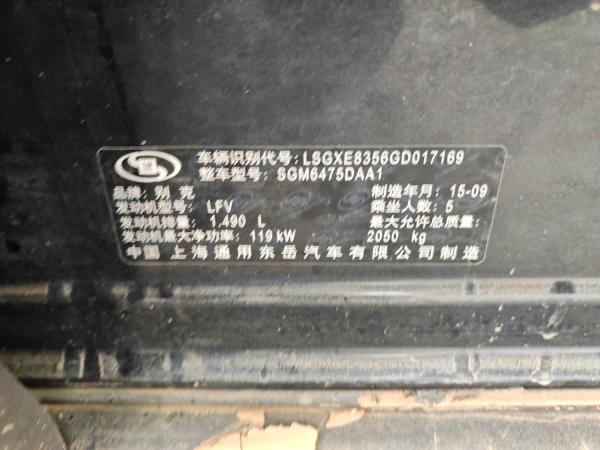 车辆识别代号: LSGXE8356GD017169
整车型号: SGM6475DAA1
品牌: 别克 制造年月: 15-09
发动机型号: LFV 乘坐人数: 5
发动机排量: 1.490 L 最大允许总质量:
发动机最大净功率: 119 kW 2050 kg
中国 上海通用东岳汽车有限公司制造